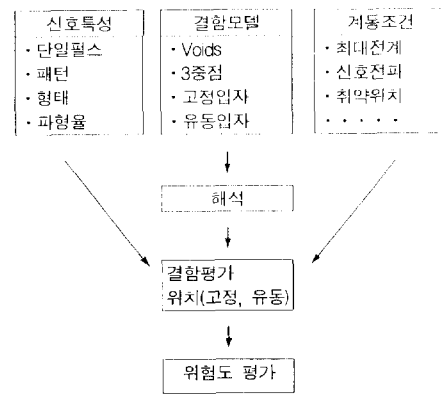 신호특성
· 단일펄스
· 패턴
· 형태
· 파형율
결함모델
· Voids
· 3중점
· 고정입자
· 유동입자
계통조건
· 최대전계
· 신호전파
· 취약위치
· · · · ·
해석
결함평가
위치(고정, 유동)
위험도 평가